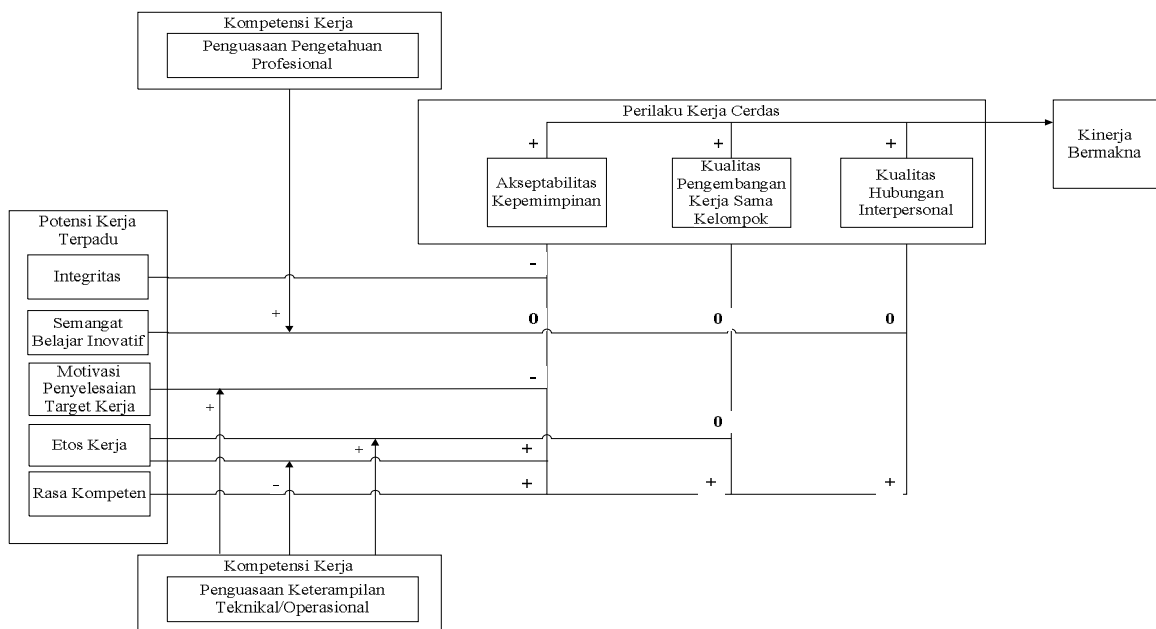 Kompetensi Kerja
Penguasaan Pengetahuan
Profesional
Perilaku Kerja Cerdas
+
+
+
Akseptabilitas
Kepemimpinan
Kualitas
Pengembangan
Kerja Sama
Kelompok
Kualitas
Hubungan
Interpersonal
Kinerja
Bermakna
Potensi Kerja
Terpadu
Integritas
-
Semangat
Belajar Inovatif
+
0
0
0
Motivasi
Penyelesaian
Target Kerja
-
+
0
Etos Kerja
+
+
Rasa Kompeten
-
+
+
+
Kompetensi Kerja
Penguasaan Keterampilan
Teknikal/Operasional